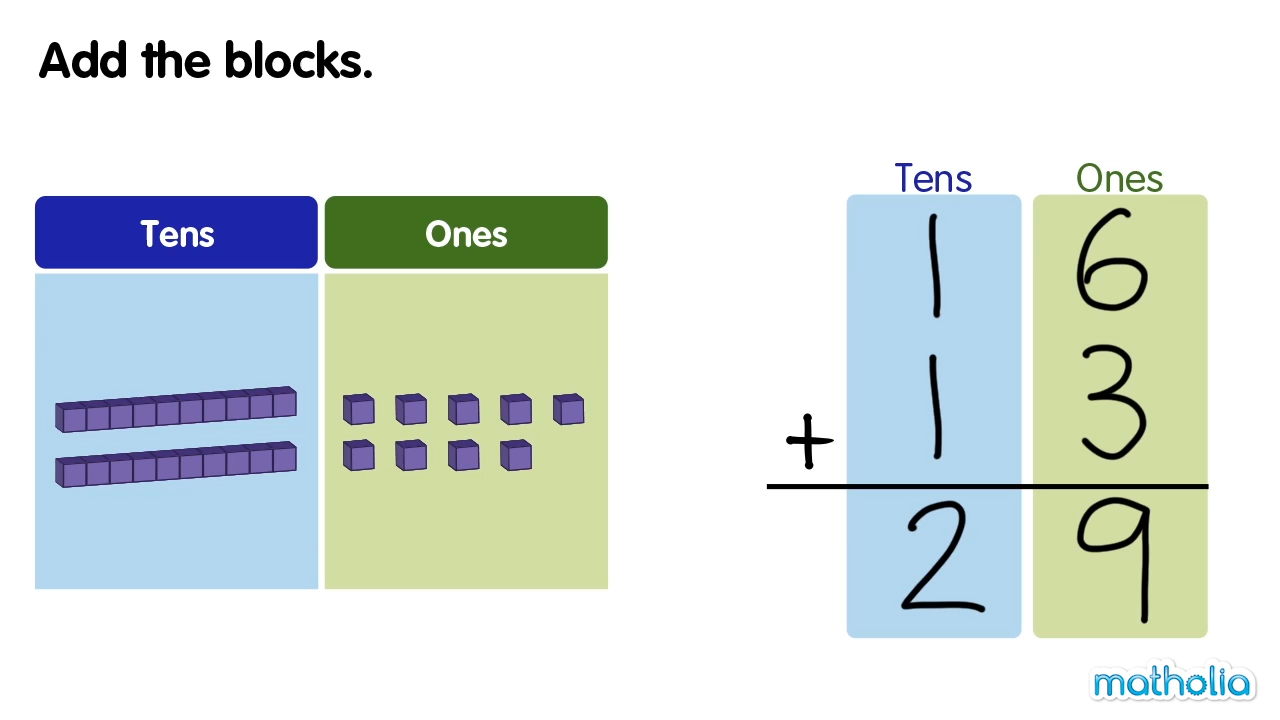 Add the blocks.
Tens Ones
Tens Ones
1 6
+ 1 3
2 9
matholia